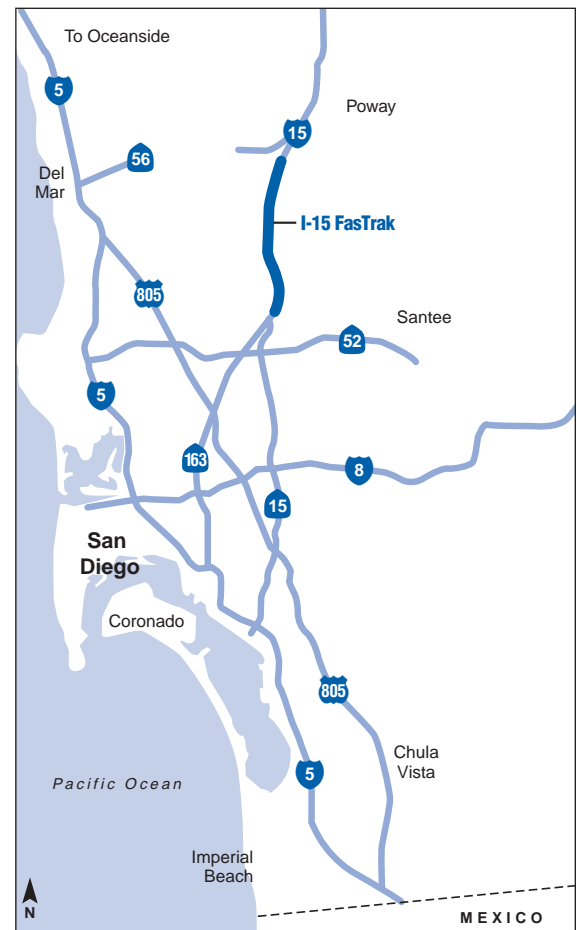 To Oceanside
5
Poway
15
56
Del
Mar
I-15 FasTrak
805
Santee
52
5
163
8
15
San
Diego
Coronado
805
Chula
Vista
5
Pacific Ocean
Imperial
Beach
N
MEXICO